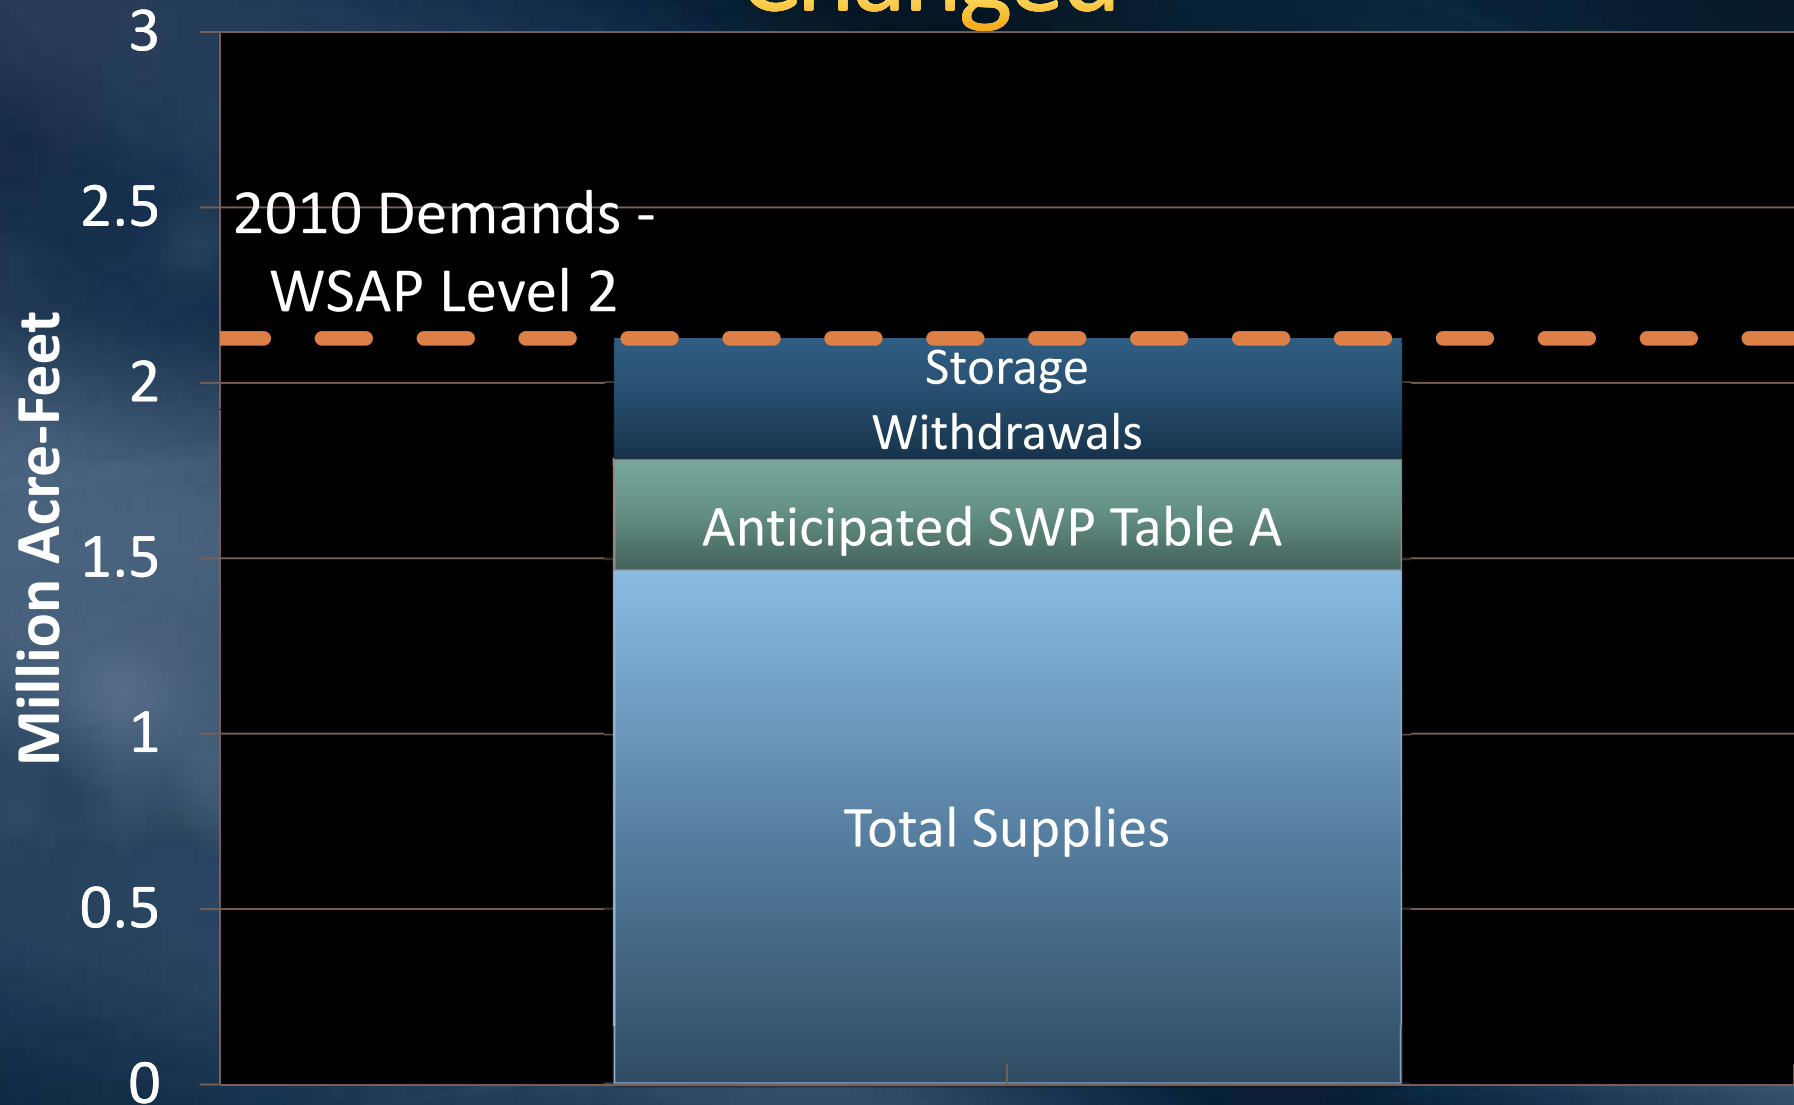 Changed
3
2.5
2010 Demands -
WSAP Level 2
2
1.5
1
0.5
0
Million Acre-Feet
Storage
Withdrawals
Anticipated SWP Table A
Total Supplies